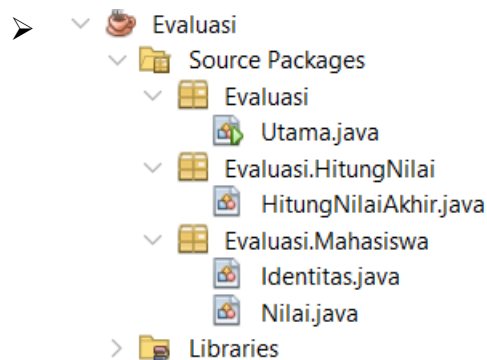 Evaluasi
Source Packages
Evaluasi
Utama.java
Evaluasi.HitungNilai
HitungNilaiAkhir.java
Evaluasi.Mahasiswa
Identitas.java
Nilai.java
Libraries